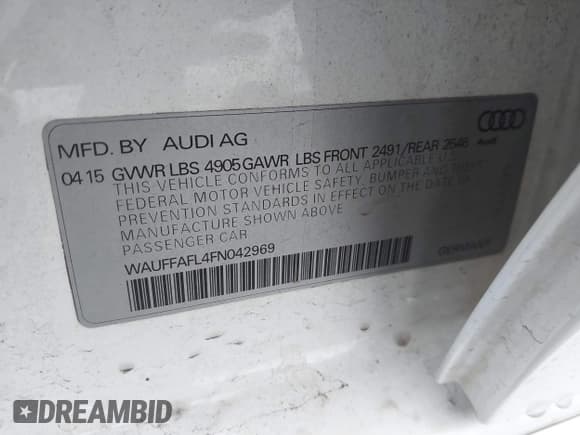 MFD. BY AUDI AG
04 15 GVWR LBS 4905 GAWR LBS FRONT 2491/REAR 2546
Audi
THIS VEHICLE CONFORMS TO ALL APPLICABLE U.S.
FEDERAL MOTOR VEHICLE SAFETY, BUMPER AND THEFT
PREVENTION STANDARDS IN EFFECT ON THE DATE OF
MANUFACTURE SHOWN ABOVE
PASSENGER CAR
WAUFFAFL4FN042969
GERMANY
DREAMBID